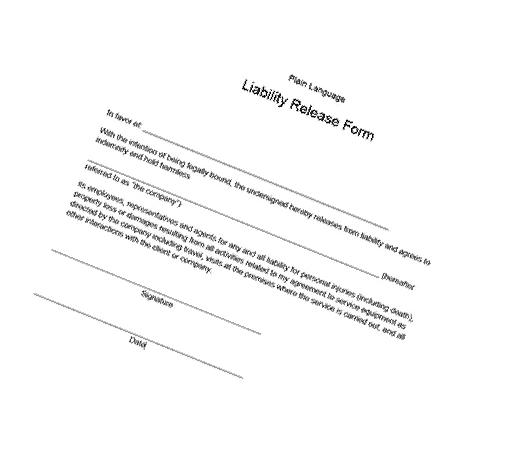 Plain Language
Liability Release Form
In favor of:
With the intention of being legally bound, the undersigned hereby releases from liability and agrees to
indemnify and hold harmless
(hereafter
referred to as "the company")
its employees, representatives and agents for any and all liability for personal injuries (including death),
property loss or damages resulting from all activities related to my agreement to service equipment as
directed by the company including travel, visits at the premises where the service is carried out, and all
other interactions with the client or company.
Signature
Date